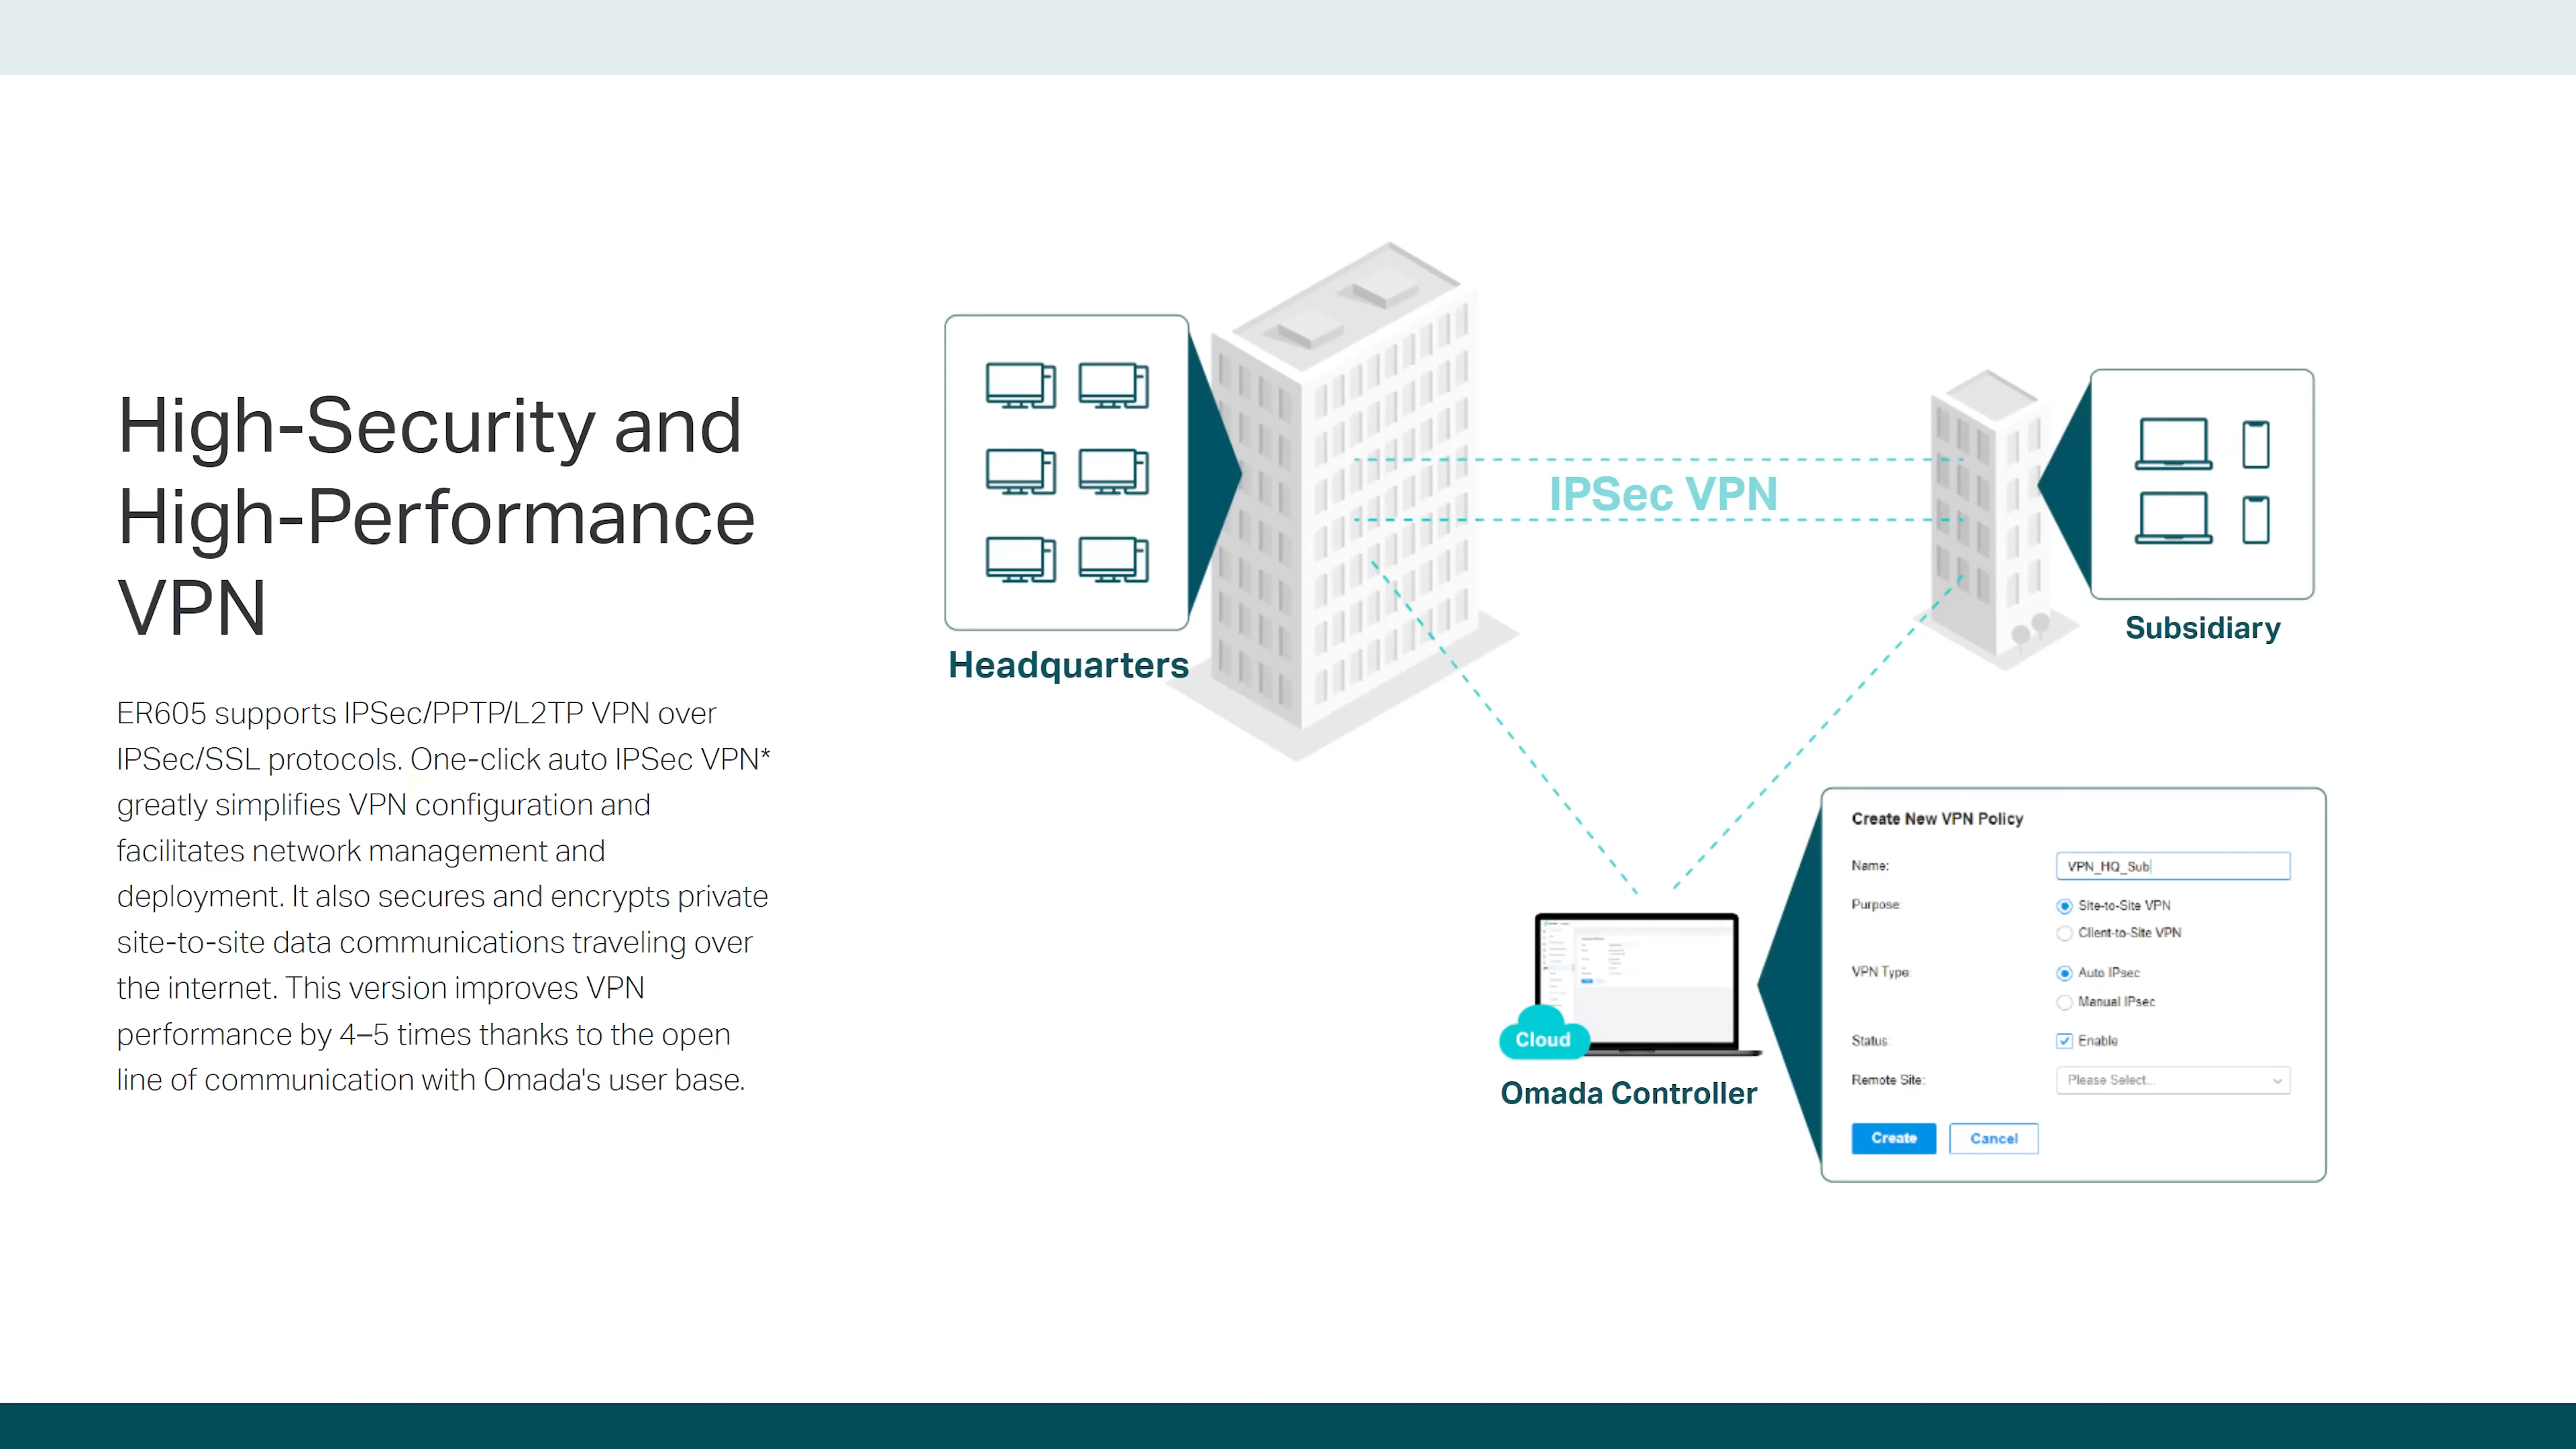 High-Security and
High-Performance
VPN
ER605 supports IPSec/PPTP/L2TP VPN over
IPSec/SSL protocols. One-click auto IPSec VPN*
greatly simplifies VPN configuration and
facilitates network management and
deployment. It also secures and encrypts private
site-to-site data communications traveling over
the internet. This version improves VPN
performance by 4–5 times thanks to the open
line of communication with Omada's user base.
Headquarters
IPSec VPN
Subsidiary
Cloud
Omada Controller
Create New VPN Policy
Name: VPN_HQ_Sub
Purpose: Site-to-Site VPN
Client-to-Site VPN
VPN Type: Auto IPsec
Manual IPsec
Status: Enable
Remote Site: Please Select...
Create Cancel